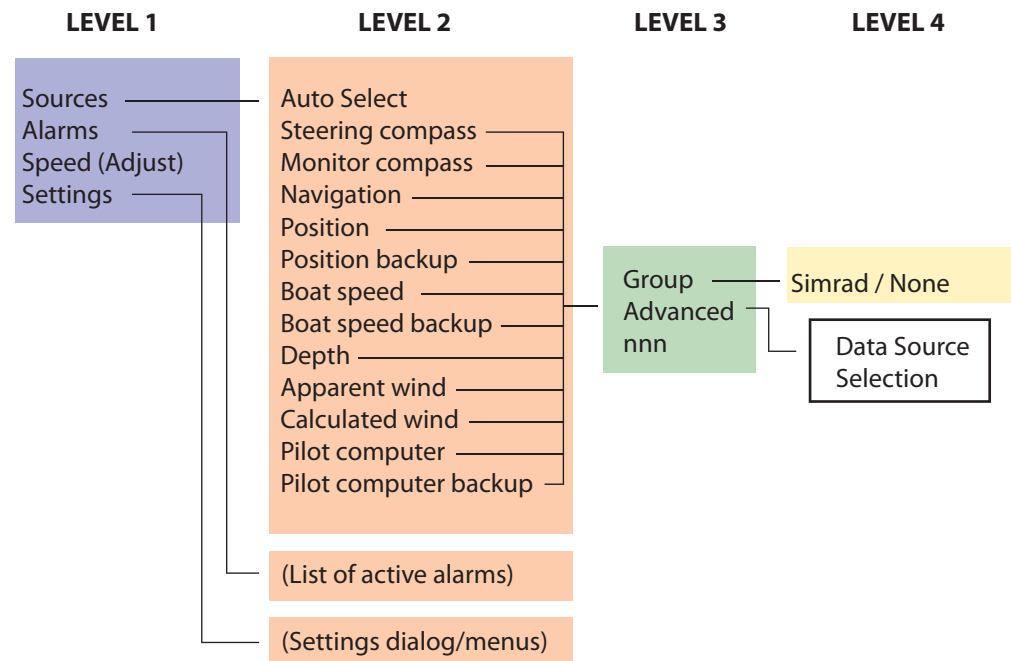 LEVEL 1
LEVEL 2
LEVEL 3
LEVEL 4
Sources
Alarms
Speed (Adjust)
Settings
Auto Select
Steering compass
Monitor compass
Navigation
Position
Position backup
Boat speed
Boat speed backup
Depth
Apparent wind
Calculated wind
Pilot computer
Pilot computer backup
(List of active alarms)
(Settings dialog/menus)
Group
Advanced
nnn
Simrad / None
Data Source
Selection